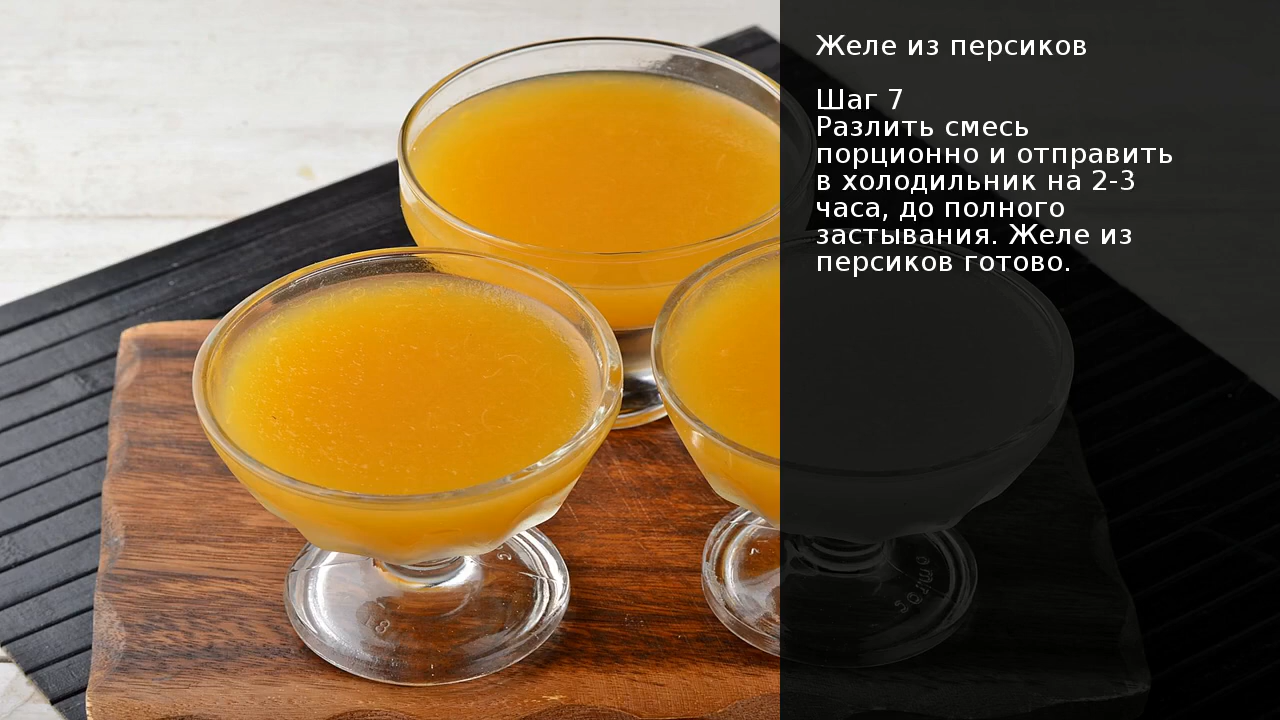 Желе из персиков
Шаг 7
Разлить смесь
порционно и отправить
в холодильник на 2-3
часа, до полного
застывания. Желе из
персиков готово.